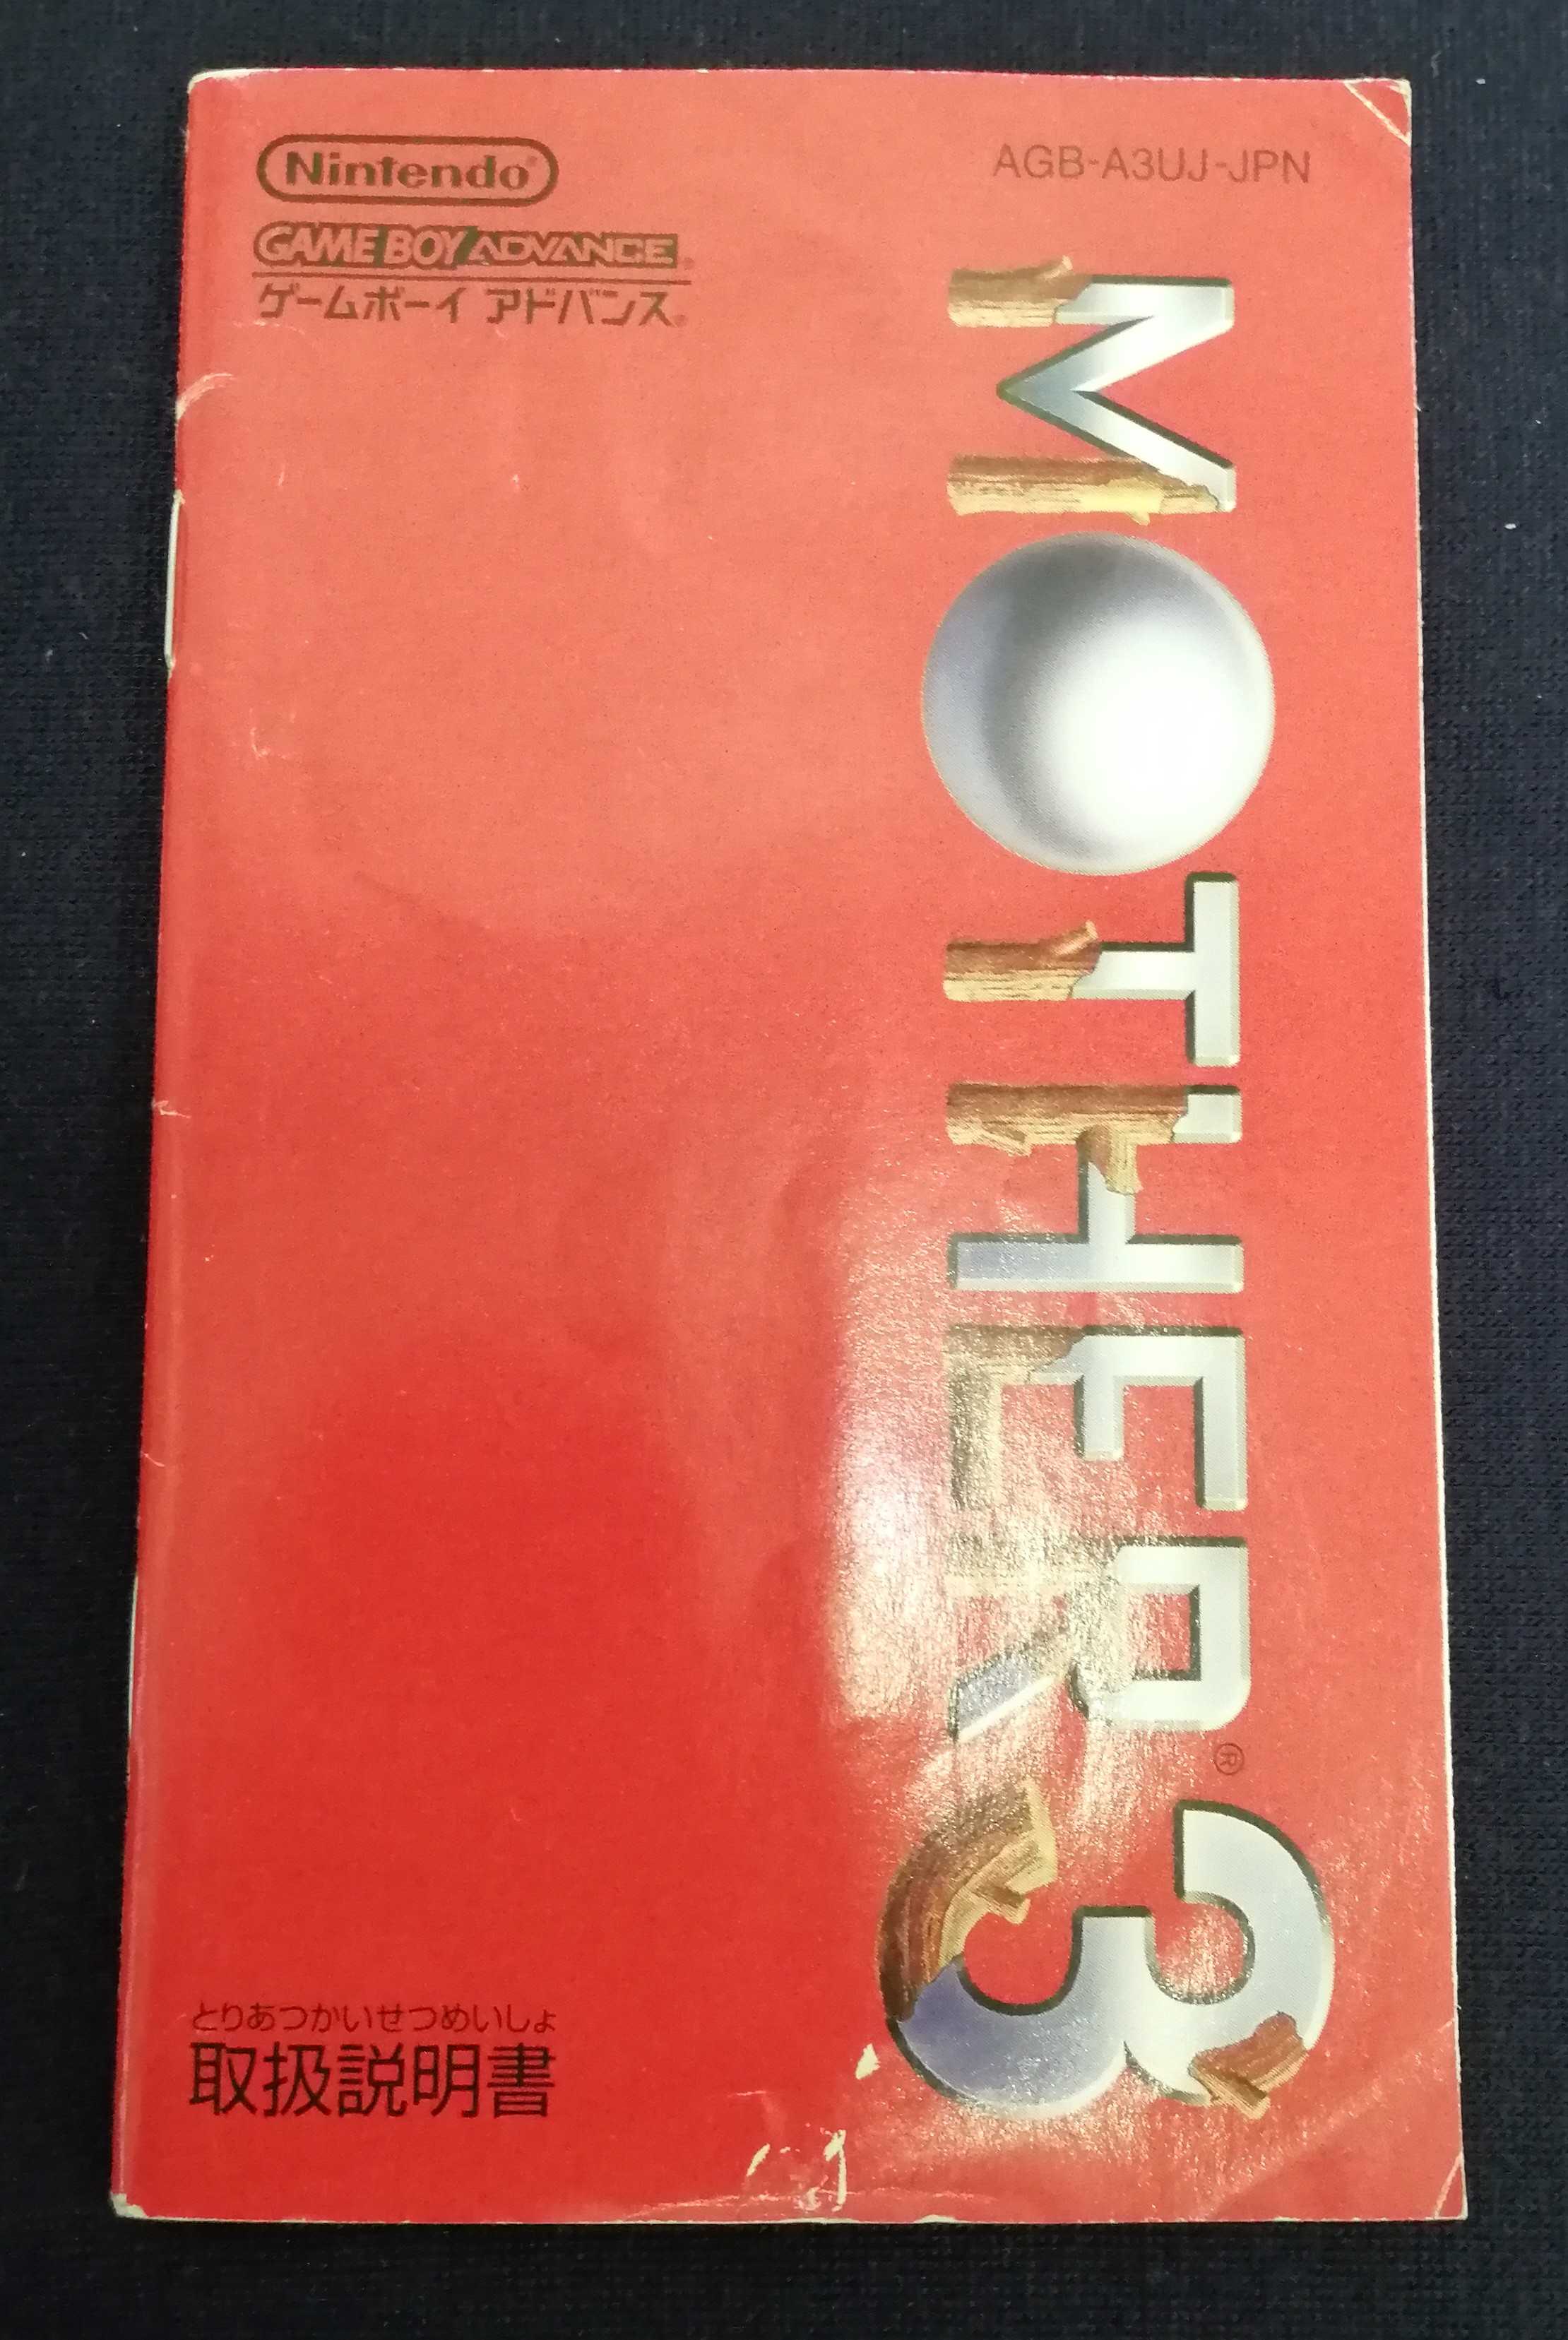 Nintendo®
AGB-A3UJ-JPN
GAME BOY ADVANCE®
ゲームボーイ アドバンス®
MOTHER® 3
とりあつかいせつめいしょ
取扱説明書